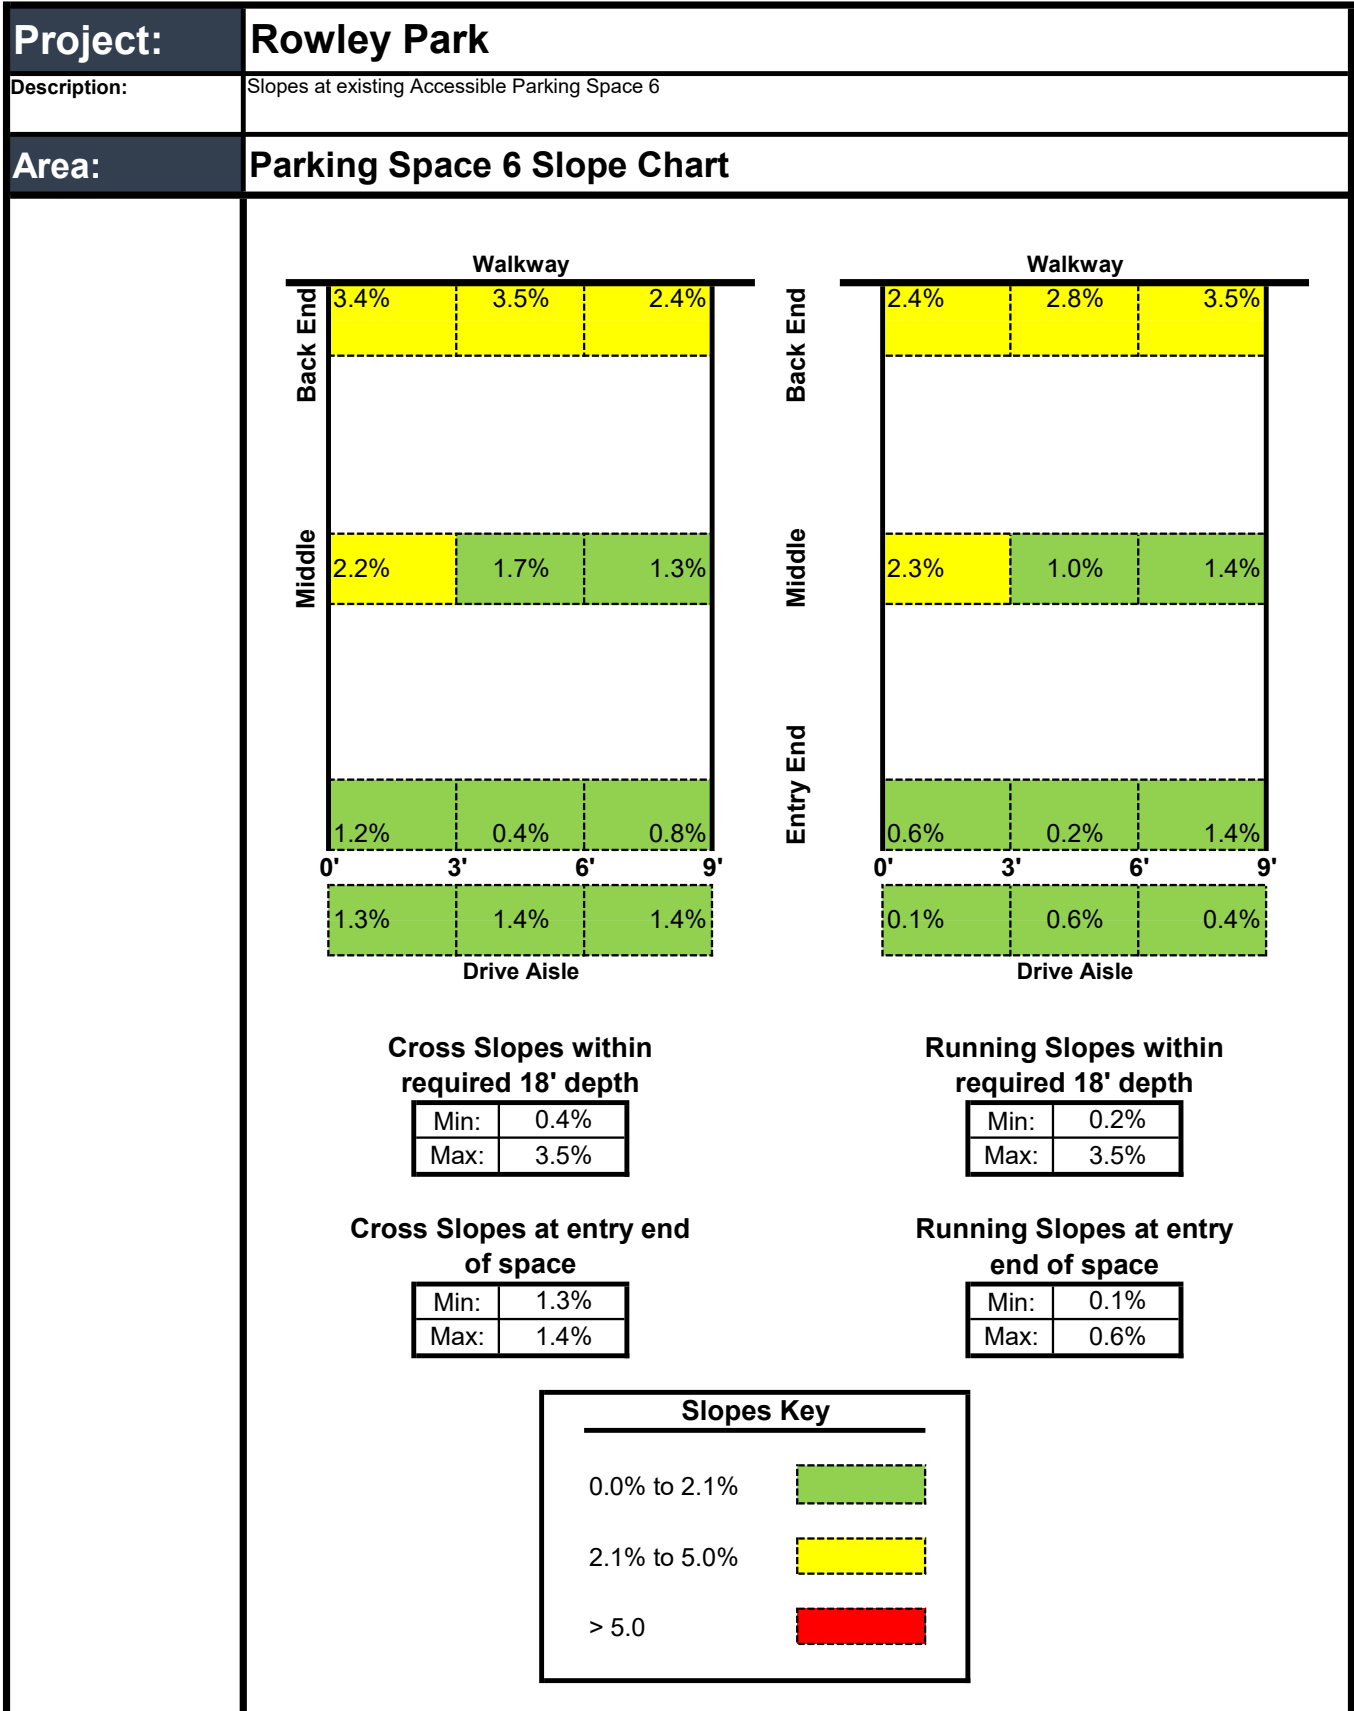 Project: Rowley Park
Description: Slopes at existing Accessible Parking Space 6
Area: Parking Space 6 Slope Chart
Walkway
Back End
3.4% 3.5% 2.4%
Middle
2.2% 1.7% 1.3%
1.2% 0.4% 0.8%
0' 3' 6' 9'
1.3% 1.4% 1.4%
Drive Aisle
Walkway
Back End
2.4% 2.8% 3.5%
Middle
2.3% 1.0% 1.4%
Entry End
0.6% 0.2% 1.4%
0' 3' 6' 9'
0.1% 0.6% 0.4%
Drive Aisle
Cross Slopes within
required 18' depth
Min: 0.4%
Max: 3.5%
Running Slopes within
required 18' depth
Min: 0.2%
Max: 3.5%
Cross Slopes at entry end
of space
Min: 1.3%
Max: 1.4%
Running Slopes at entry
end of space
Min: 0.1%
Max: 0.6%
Slopes Key
0.0% to 2.1%
2.1% to 5.0%
> 5.0